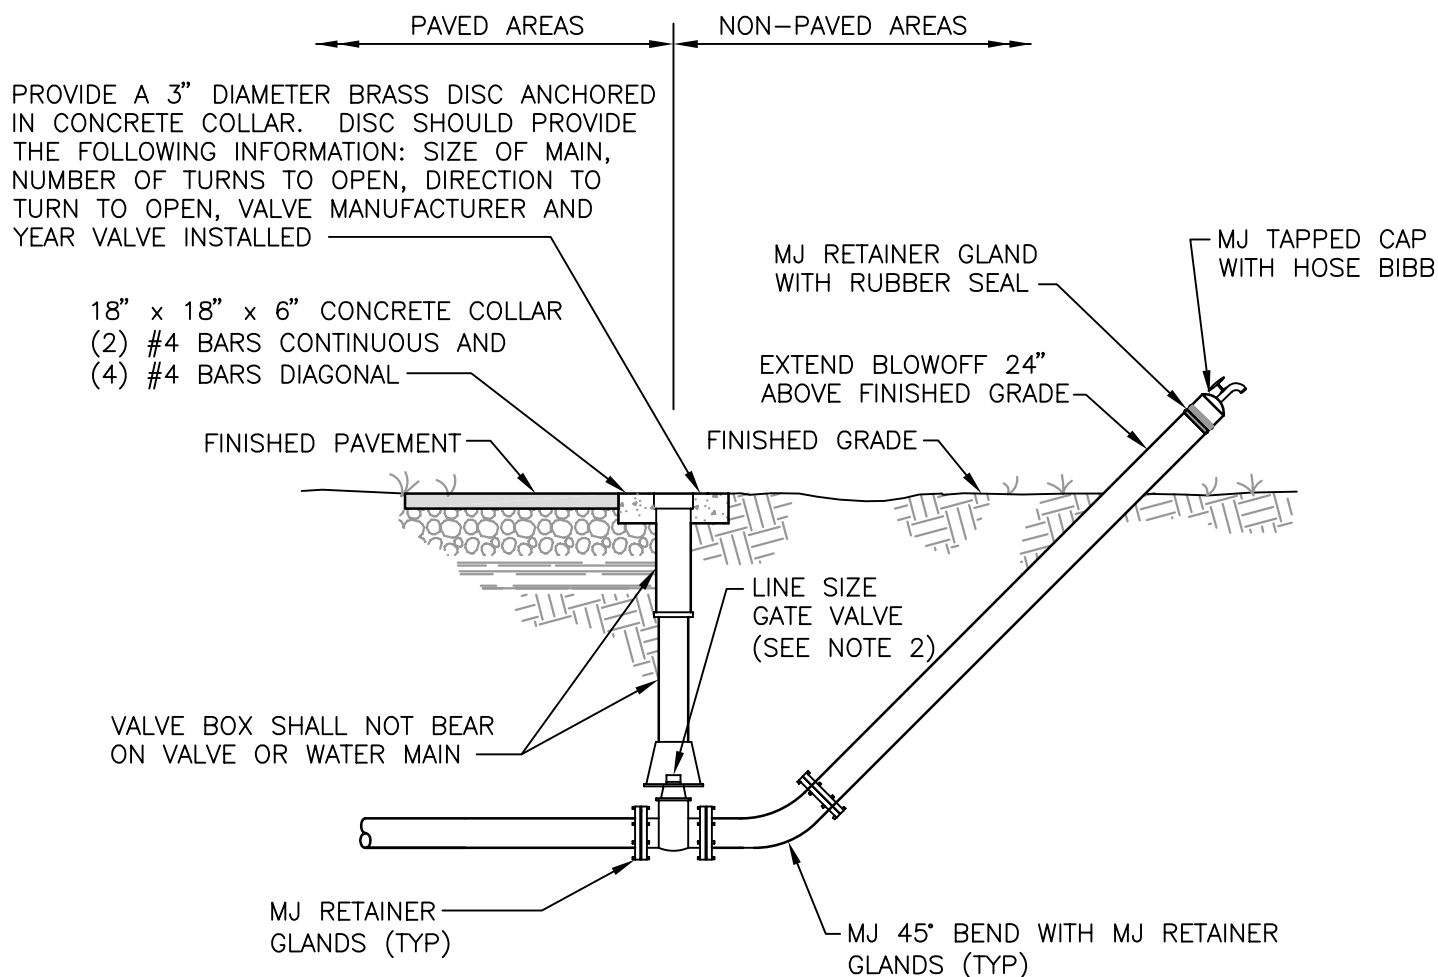 PAVED AREAS
NON-PAVED AREAS
PROVIDE A 3" DIAMETER BRASS DISC ANCHORED
IN CONCRETE COLLAR. DISC SHOULD PROVIDE
THE FOLLOWING INFORMATION: SIZE OF MAIN,
NUMBER OF TURNS TO OPEN, DIRECTION TO
TURN TO OPEN, VALVE MANUFACTURER AND
YEAR VALVE INSTALLED
MJ RETAINER GLAND
WITH RUBBER SEAL
MJ TAPPED CAP
WITH HOSE BIBB
18" x 18" x 6" CONCRETE COLLAR
(2) #4 BARS CONTINUOUS AND
(4) #4 BARS DIAGONAL
EXTEND BLOWOFF 24"
ABOVE FINISHED GRADE
FINISHED PAVEMENT
FINISHED GRADE
LINE SIZE
GATE VALVE
(SEE NOTE 2)
VALVE BOX SHALL NOT BEAR
ON VALVE OR WATER MAIN
MJ RETAINER
GLANDS (TYP)
MJ 45° BEND WITH MJ RETAINER
GLANDS (TYP)